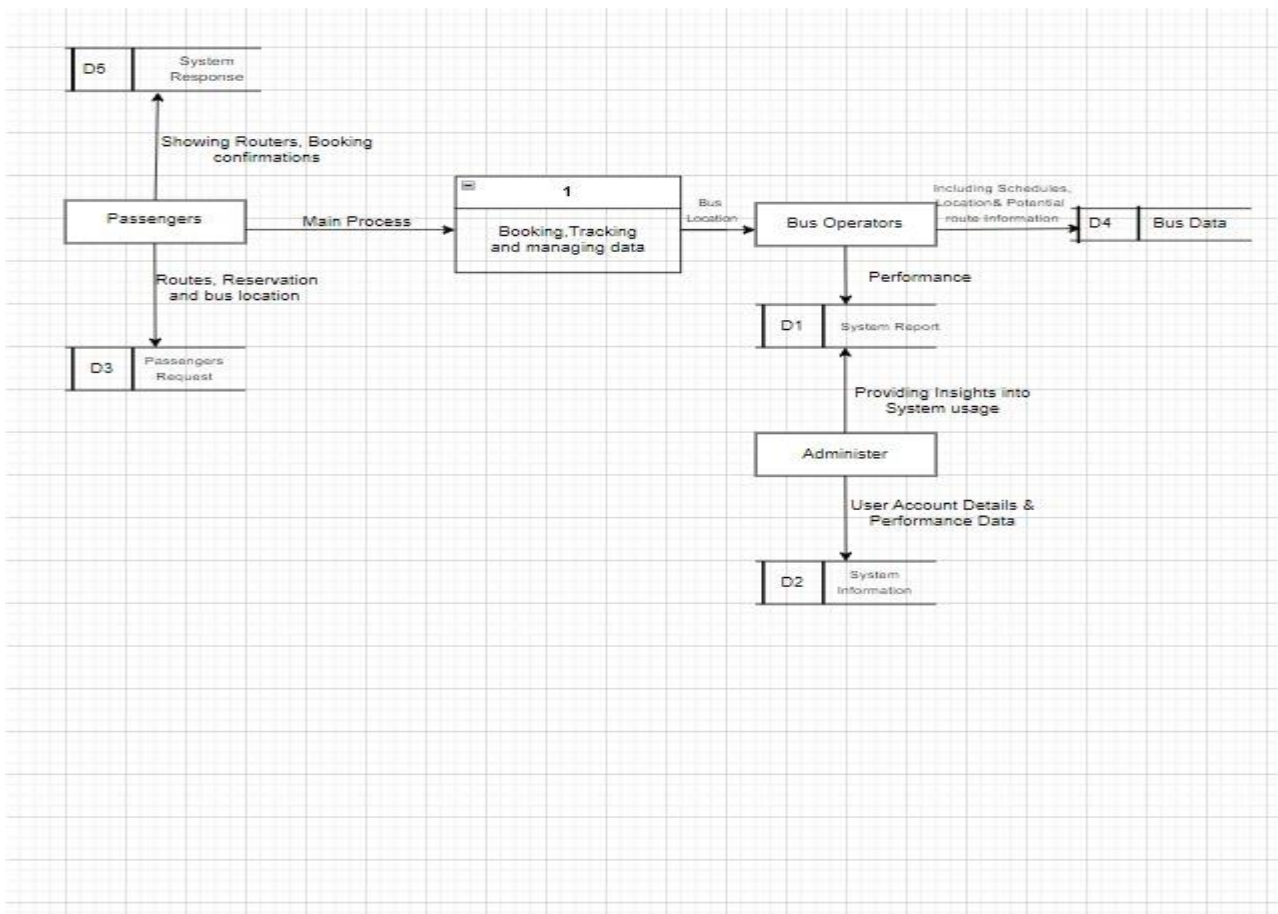 D5
System
Response
Showing Routers, Booking
confirmations
Passengers
Main Process
1
Booking,Tracking
and managing data
Bus
Location
Bus Operators
Including Schedules,
Location& Potential
route Information
D4
Bus Data
Routes, Reservation
and bus location
Performance
D1
System Report
D3
Passengers
Request
Providing Insights into
System usage
Administer
User Account Details &
Performance Data
D2
System
Information